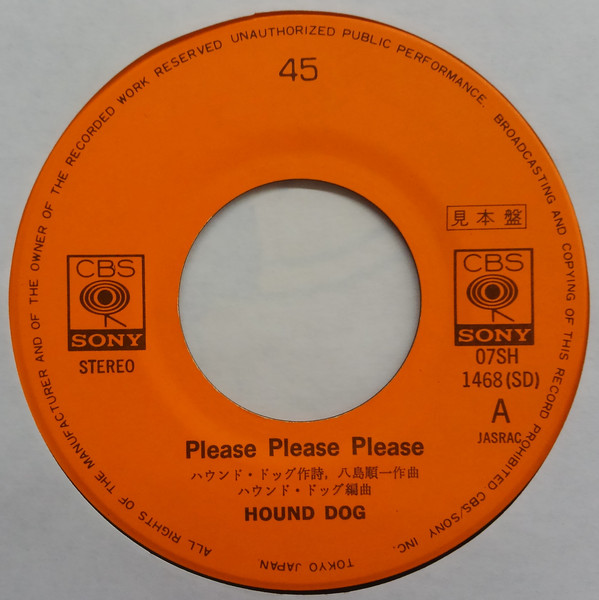 ALL RIGHTS OF THE MANUFACTURER AND OF THE OWNER OF THE RECORDED WORK RESERVED UNAUTHORIZED PUBLIC PERFORMANCE. BROADCASTING AND COPYING OF THIS RECORD PROHIBITED CBS/SONY INC. TOKYO JAPAN
45
見本盤
CBS
SONY
STEREO
CBS
SONY
07SH
1468(SD)
A
JASRAC
Please Please Please
ハウンド・ドッグ作詩, 八島順一作曲
ハウンド・ドッグ編曲
HOUND DOG